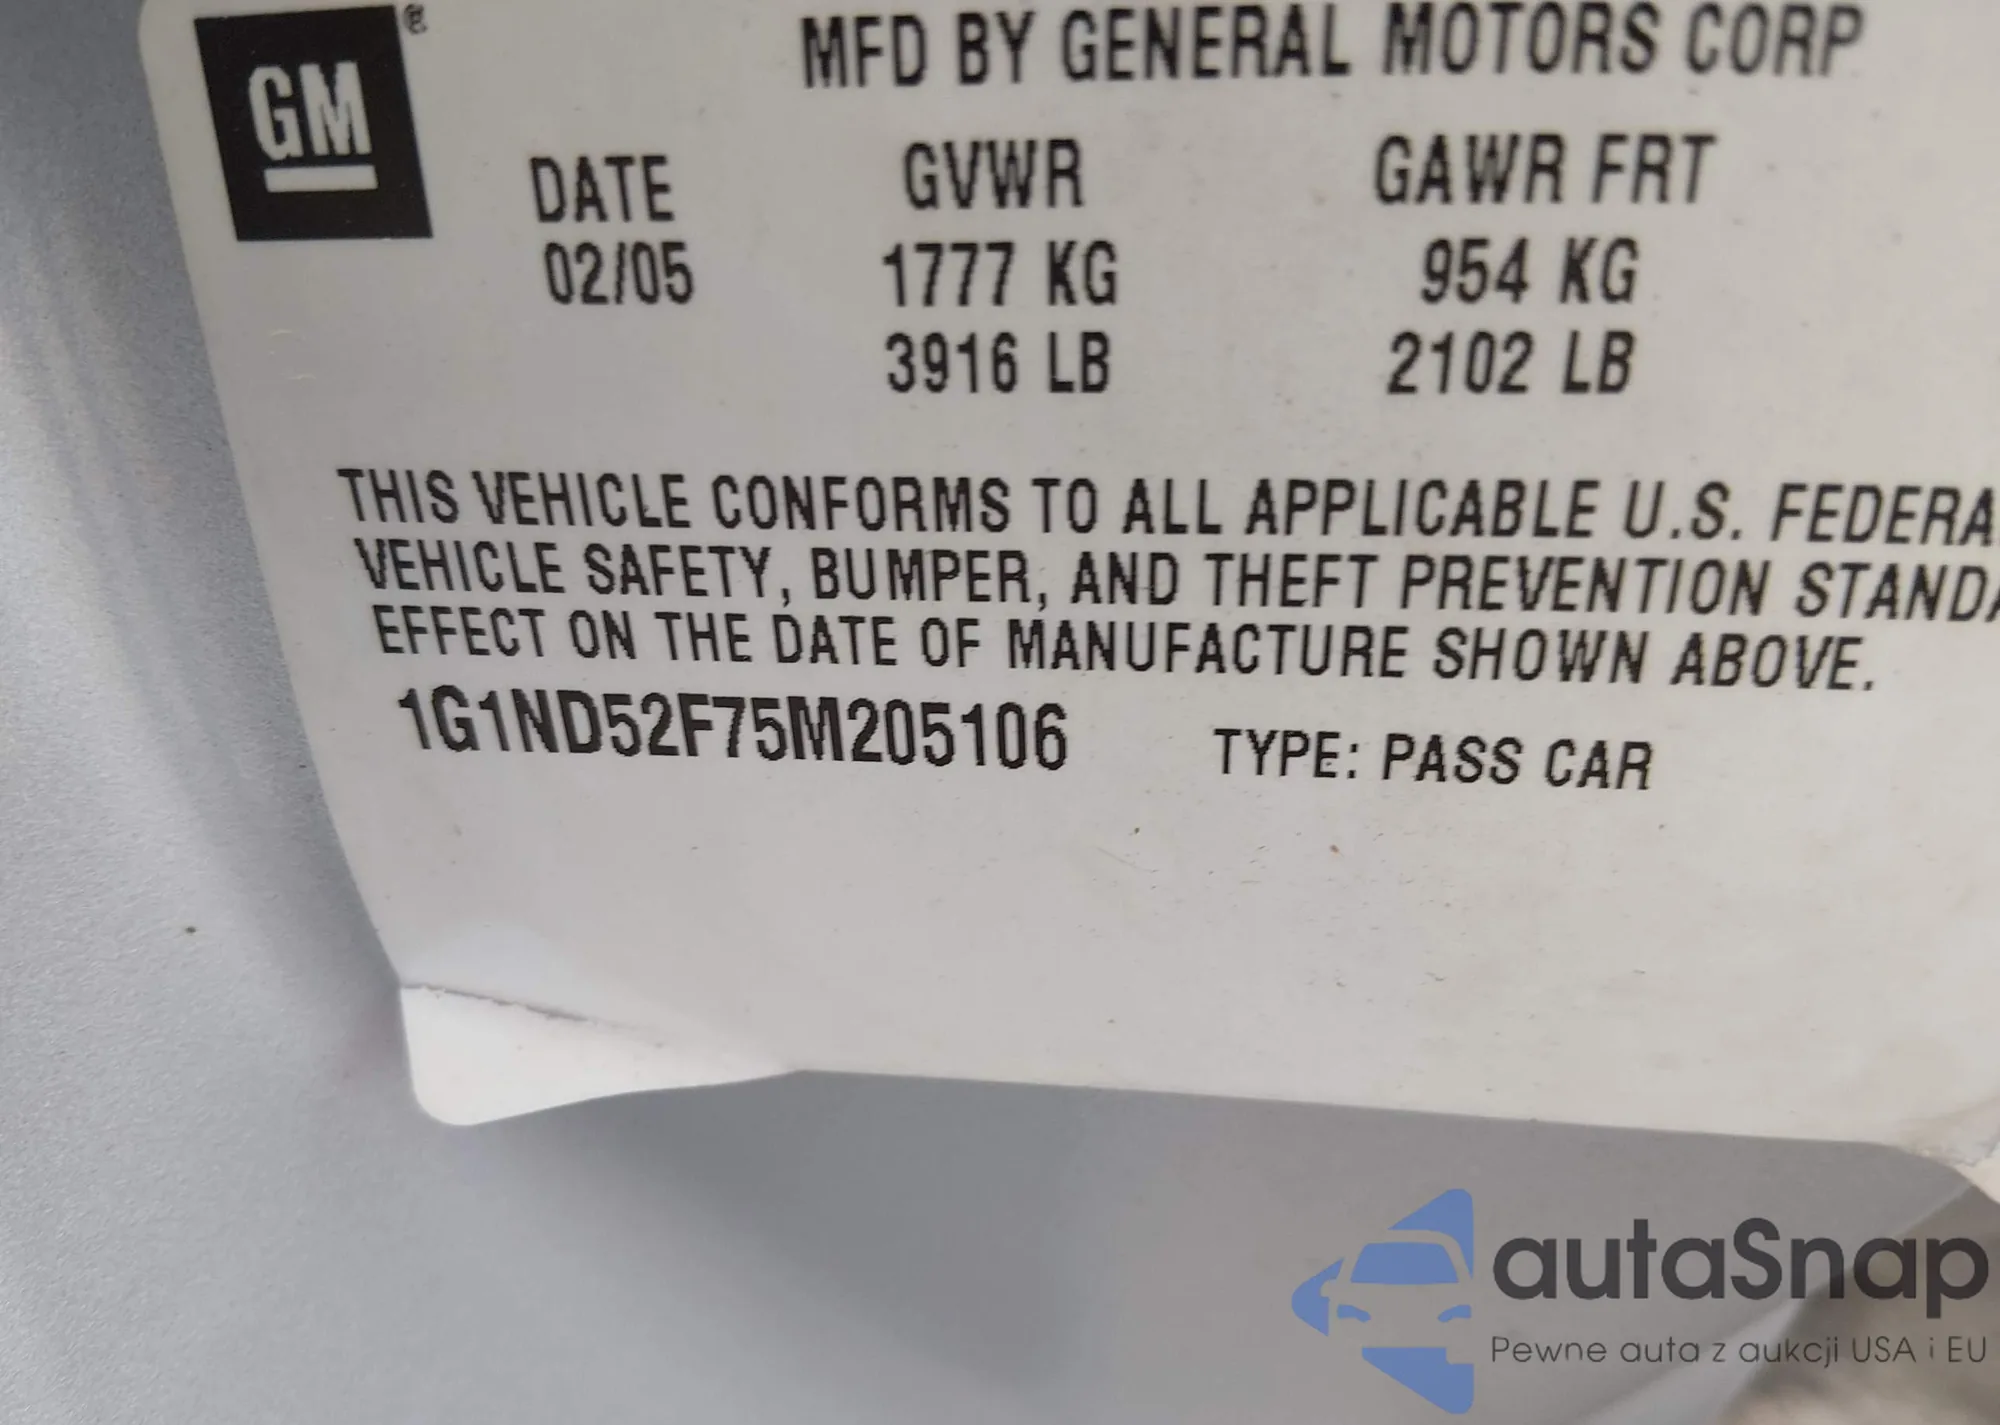 GM®
MFD BY GENERAL MOTORS CORP
DATE GVWR GAWR FRT
02/05 1777 KG 954 KG
3916 LB 2102 LB
THIS VEHICLE CONFORMS TO ALL APPLICABLE U.S. FEDERA
VEHICLE SAFETY, BUMPER, AND THEFT PREVENTION STANDA
EFFECT ON THE DATE OF MANUFACTURE SHOWN ABOVE.
1G1ND52F75M205106 TYPE: PASS CAR
autaSnap
Pewne auta z aukcji USA i EU